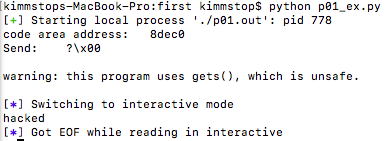 kimmstops-MacBook-Pro:first kimmstop$ python p01_ex.py
[+] Starting local process './p01.out': pid 778
code area address:   8dec0
Send:    ?\x00
warning: this program uses gets(), which is unsafe.
[*] Switching to interactive mode
hacked
[*] Got EOF while reading in interactive